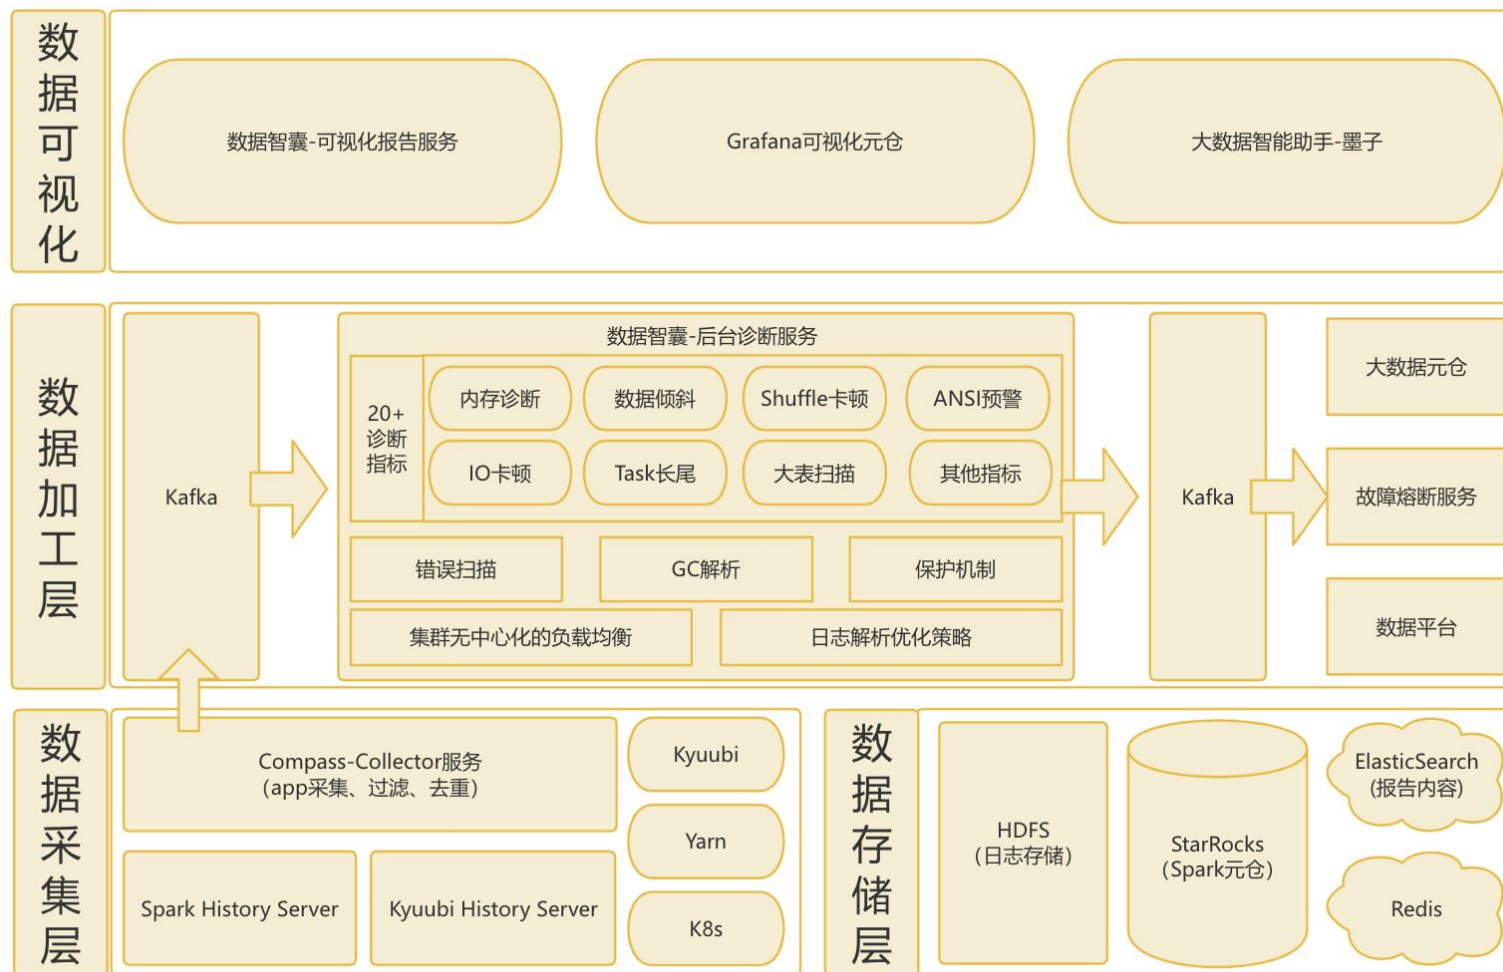 数据可视化
数据智囊-可视化报告服务
Grafana可视化元仓
大数据智能助手-墨子
数据加工层
Kafka
数据智囊-后台诊断服务
20+
诊断
指标
内存诊断
数据倾斜
Shuffle卡顿
ANSI预警
IO卡顿
Task长尾
大表扫描
其他指标
错误扫描
GC解析
保护机制
集群无中心化的负载均衡
日志解析优化策略
Kafka
大数据元仓
故障熔断服务
数据平台
数据采集层
Compass-Collector服务
（app采集、过滤、去重）
Spark History Server
Kyuubi History Server
Kyuubi
Yarn
K8s
数据存储层
HDFS
（日志存储）
StarRocks
（Spark元仓）
ElasticSearch
(报告内容)
Redis